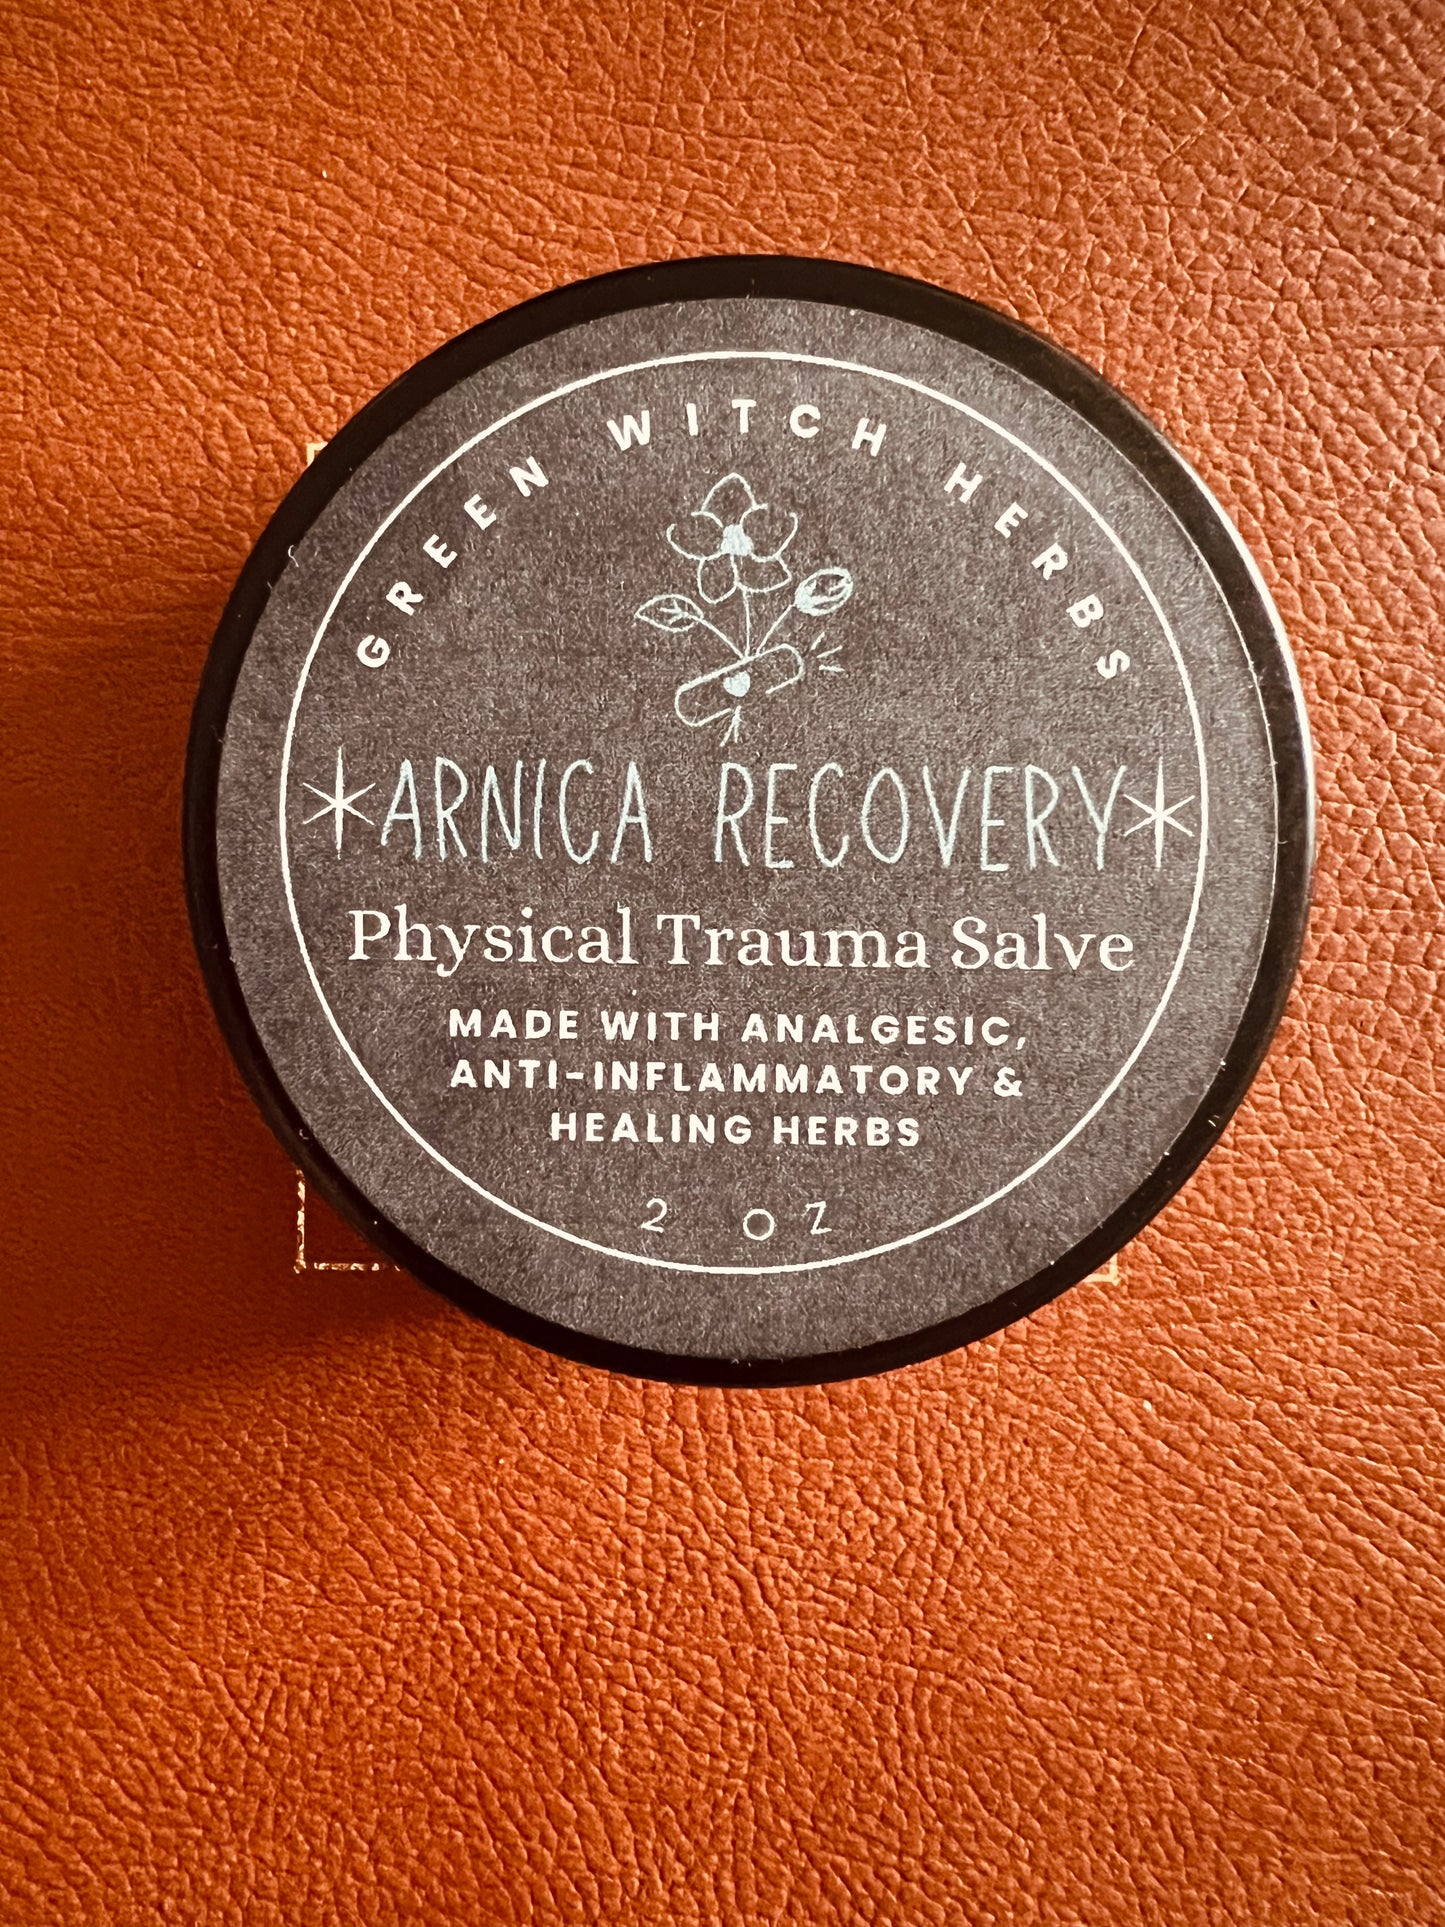 GREEN WITCH HERBS
ARNICA RECOVERY
Physical Trauma Salve
MADE WITH ANALGESIC,
ANTI-INFLAMMATORY &
HEALING HERBS
2 OZ